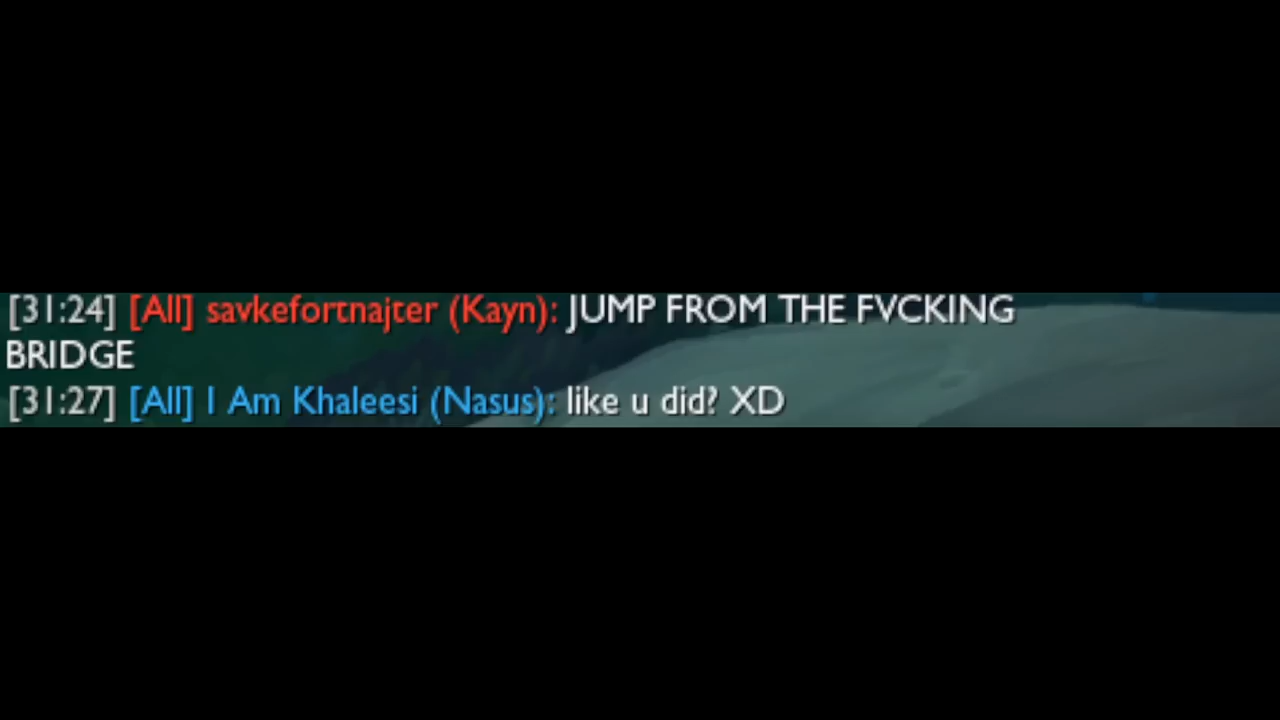 [31:24] [All] savkefortnajter (Kayn): JUMP FROM THE FVCKING
BRIDGE
[31:27] [All] I Am Khaleesi (Nasus): like u did? XD